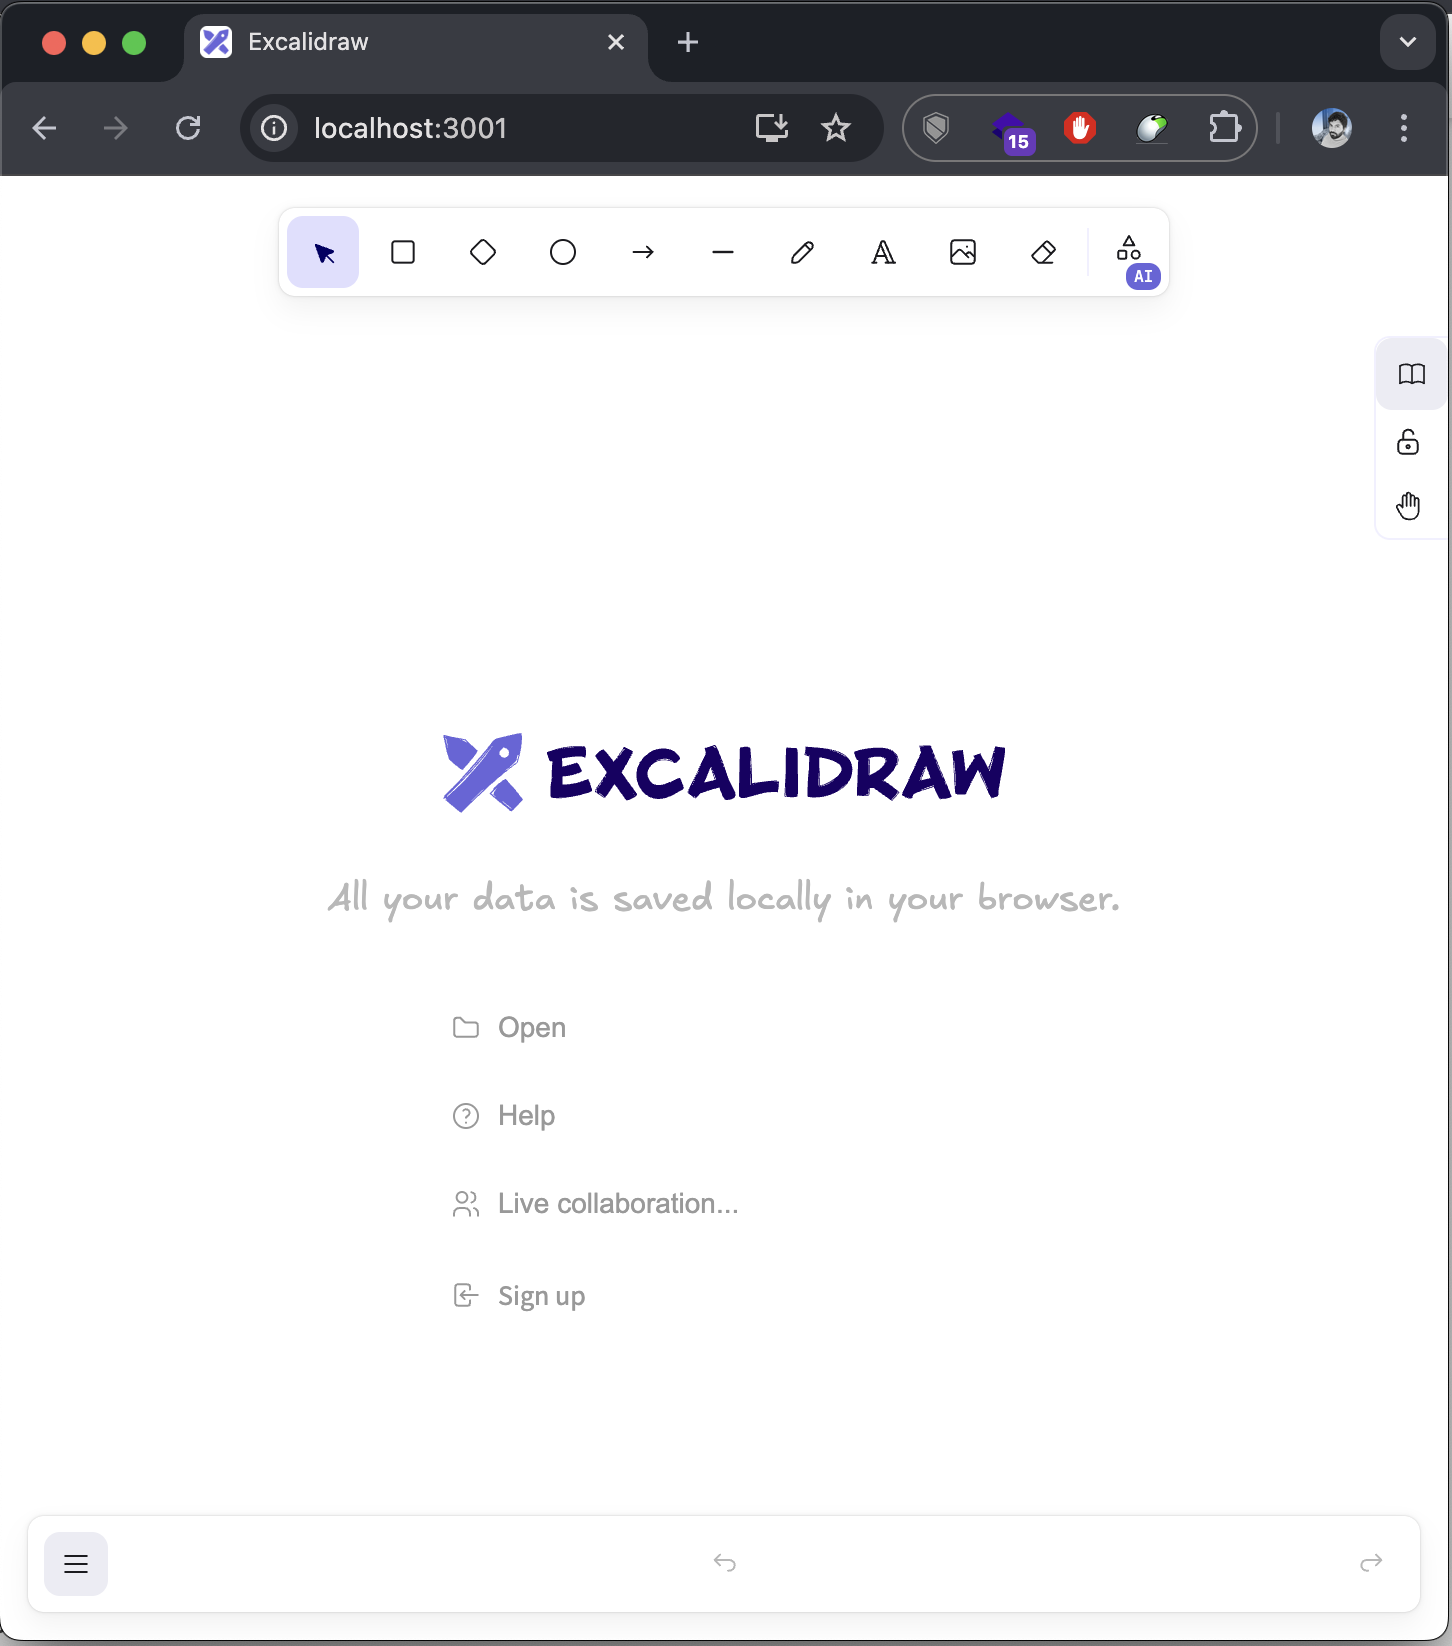 Excalidraw
localhost:3001
15
AI
EXCALIDRAW
All your data is saved locally in your browser.
Open
Help
Live collaboration...
Sign up